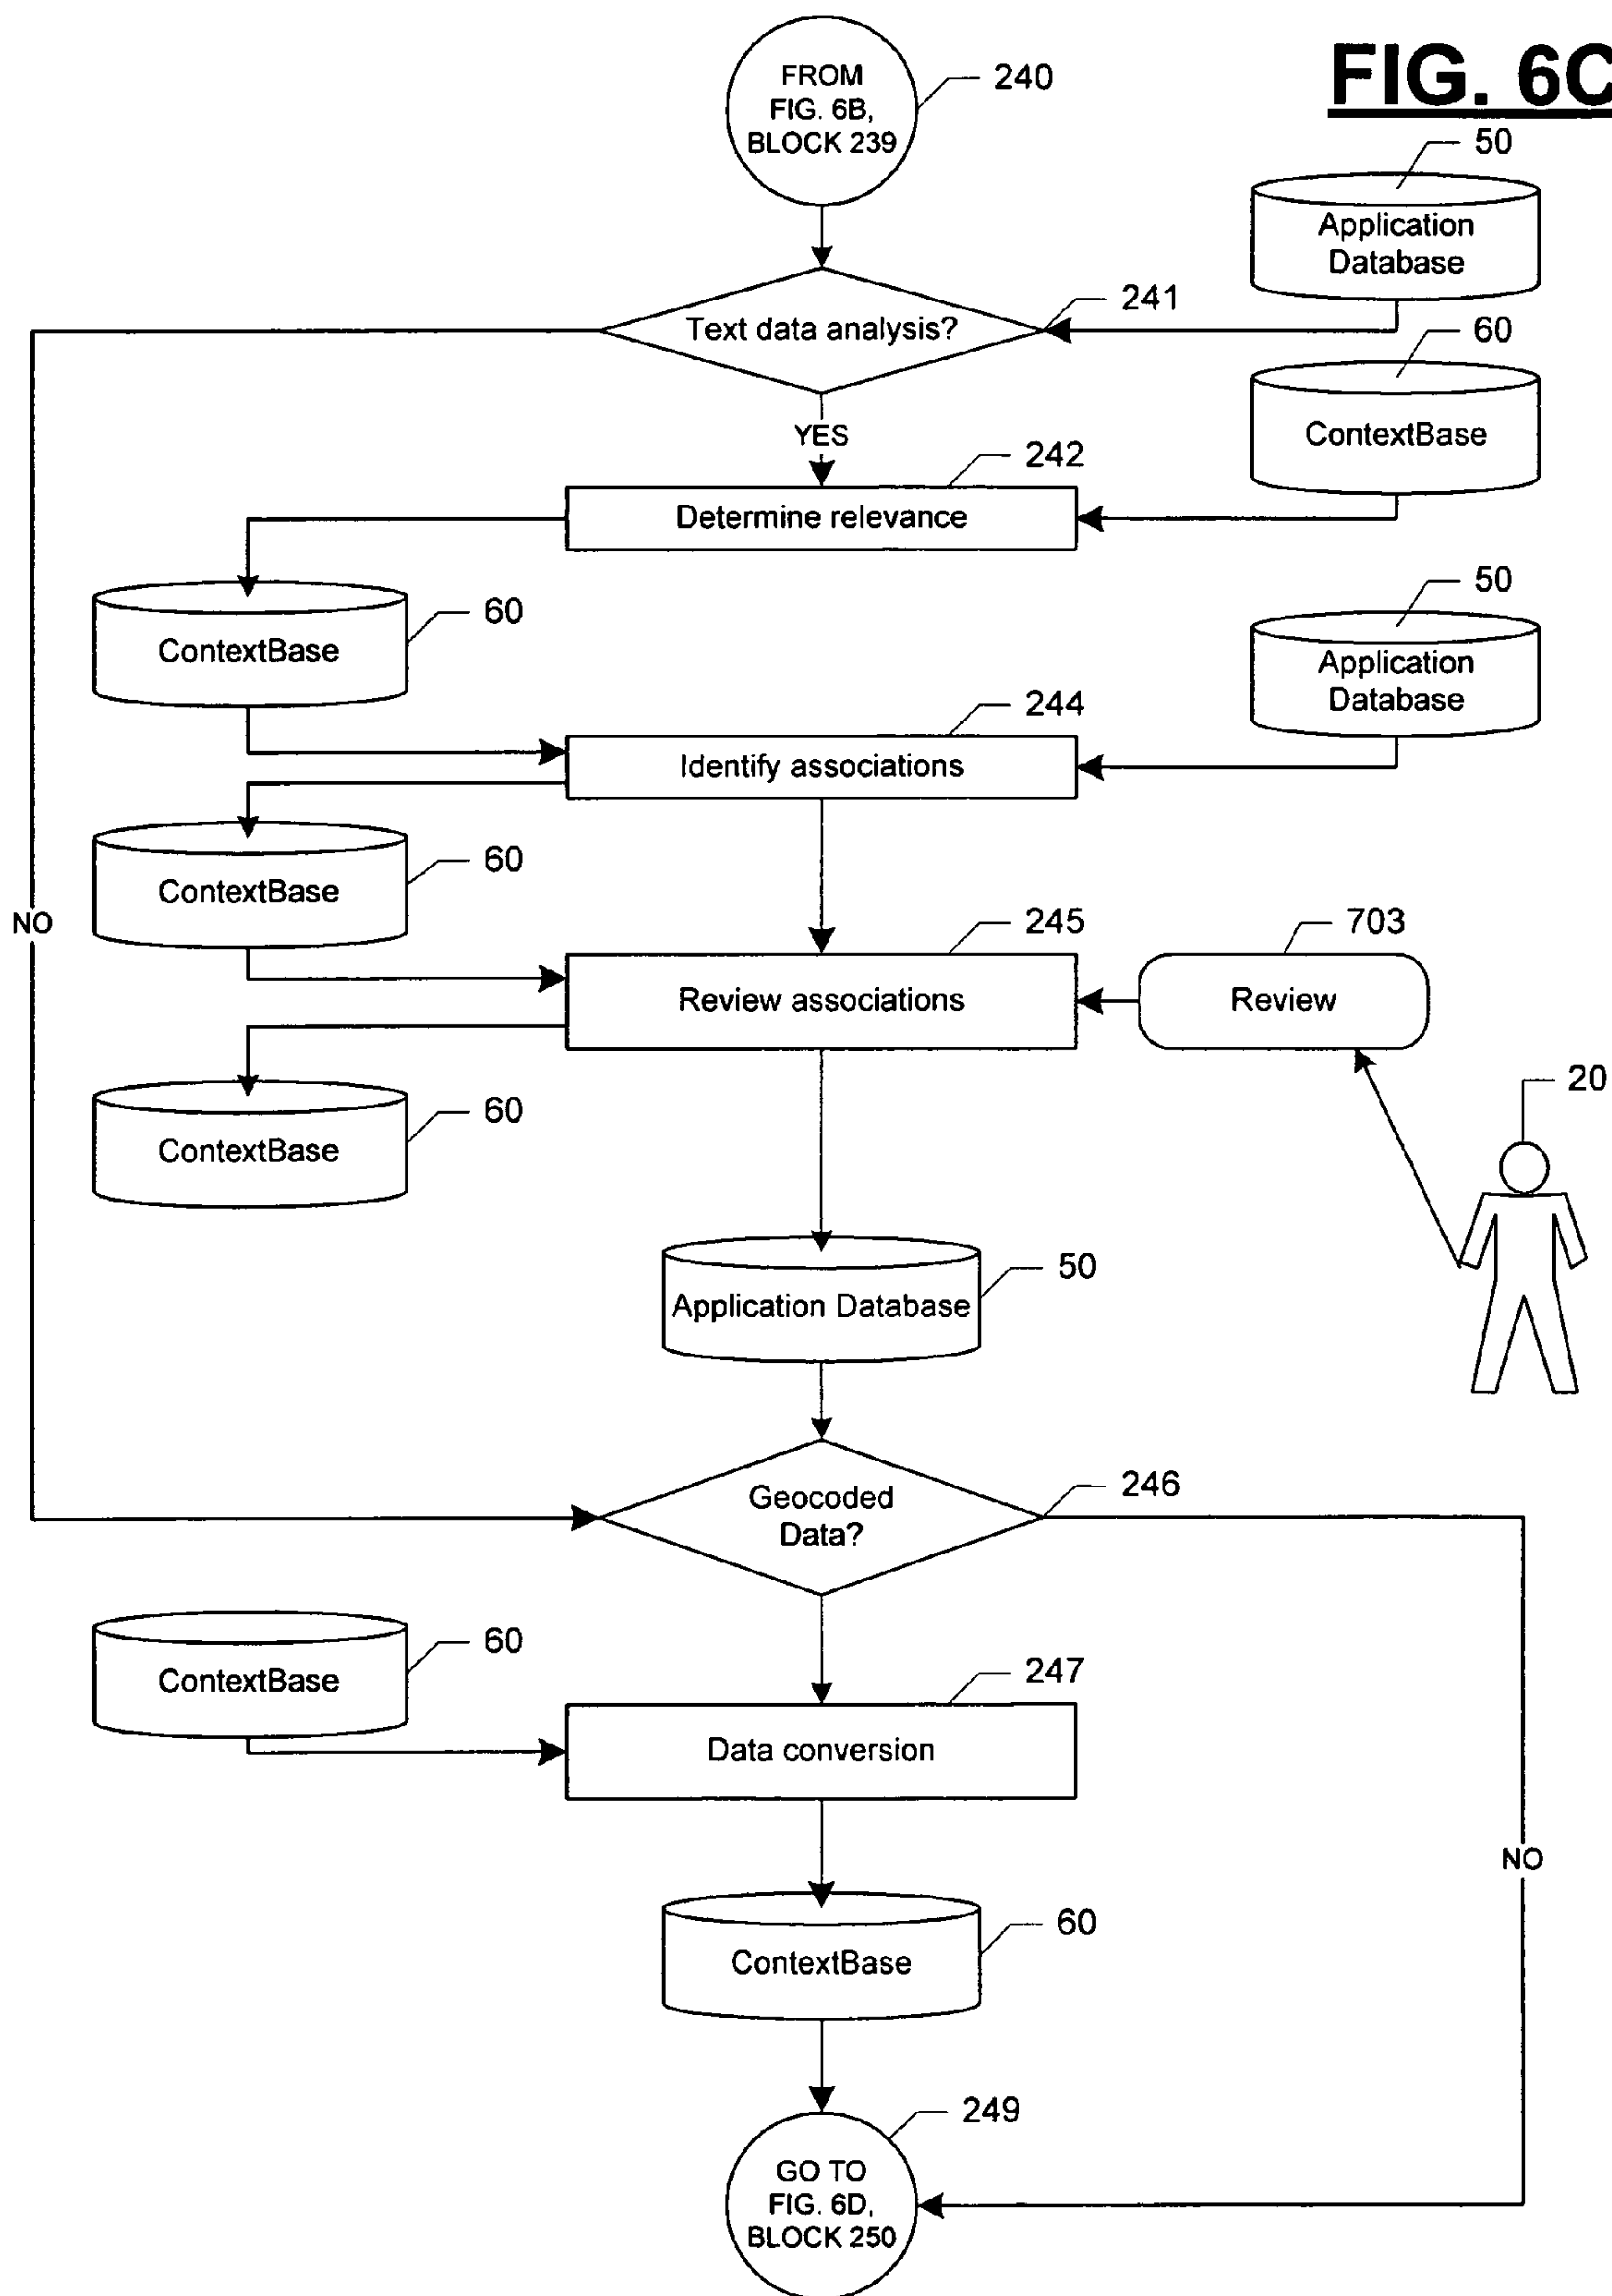 FIG. 6C
FROM
FIG. 6B,
BLOCK 239
240
50
Application
Database
Text data analysis?
241
60
ContextBase
YES
242
Determine relevance
60
ContextBase
50
Application
Database
244
Identify associations
60
ContextBase
NO
245
Review associations
703
Review
60
ContextBase
20
50
Application Database
Geocoded
Data?
246
60
ContextBase
247
Data conversion
NO
60
ContextBase
249
GO TO
FIG. 6D,
BLOCK 250